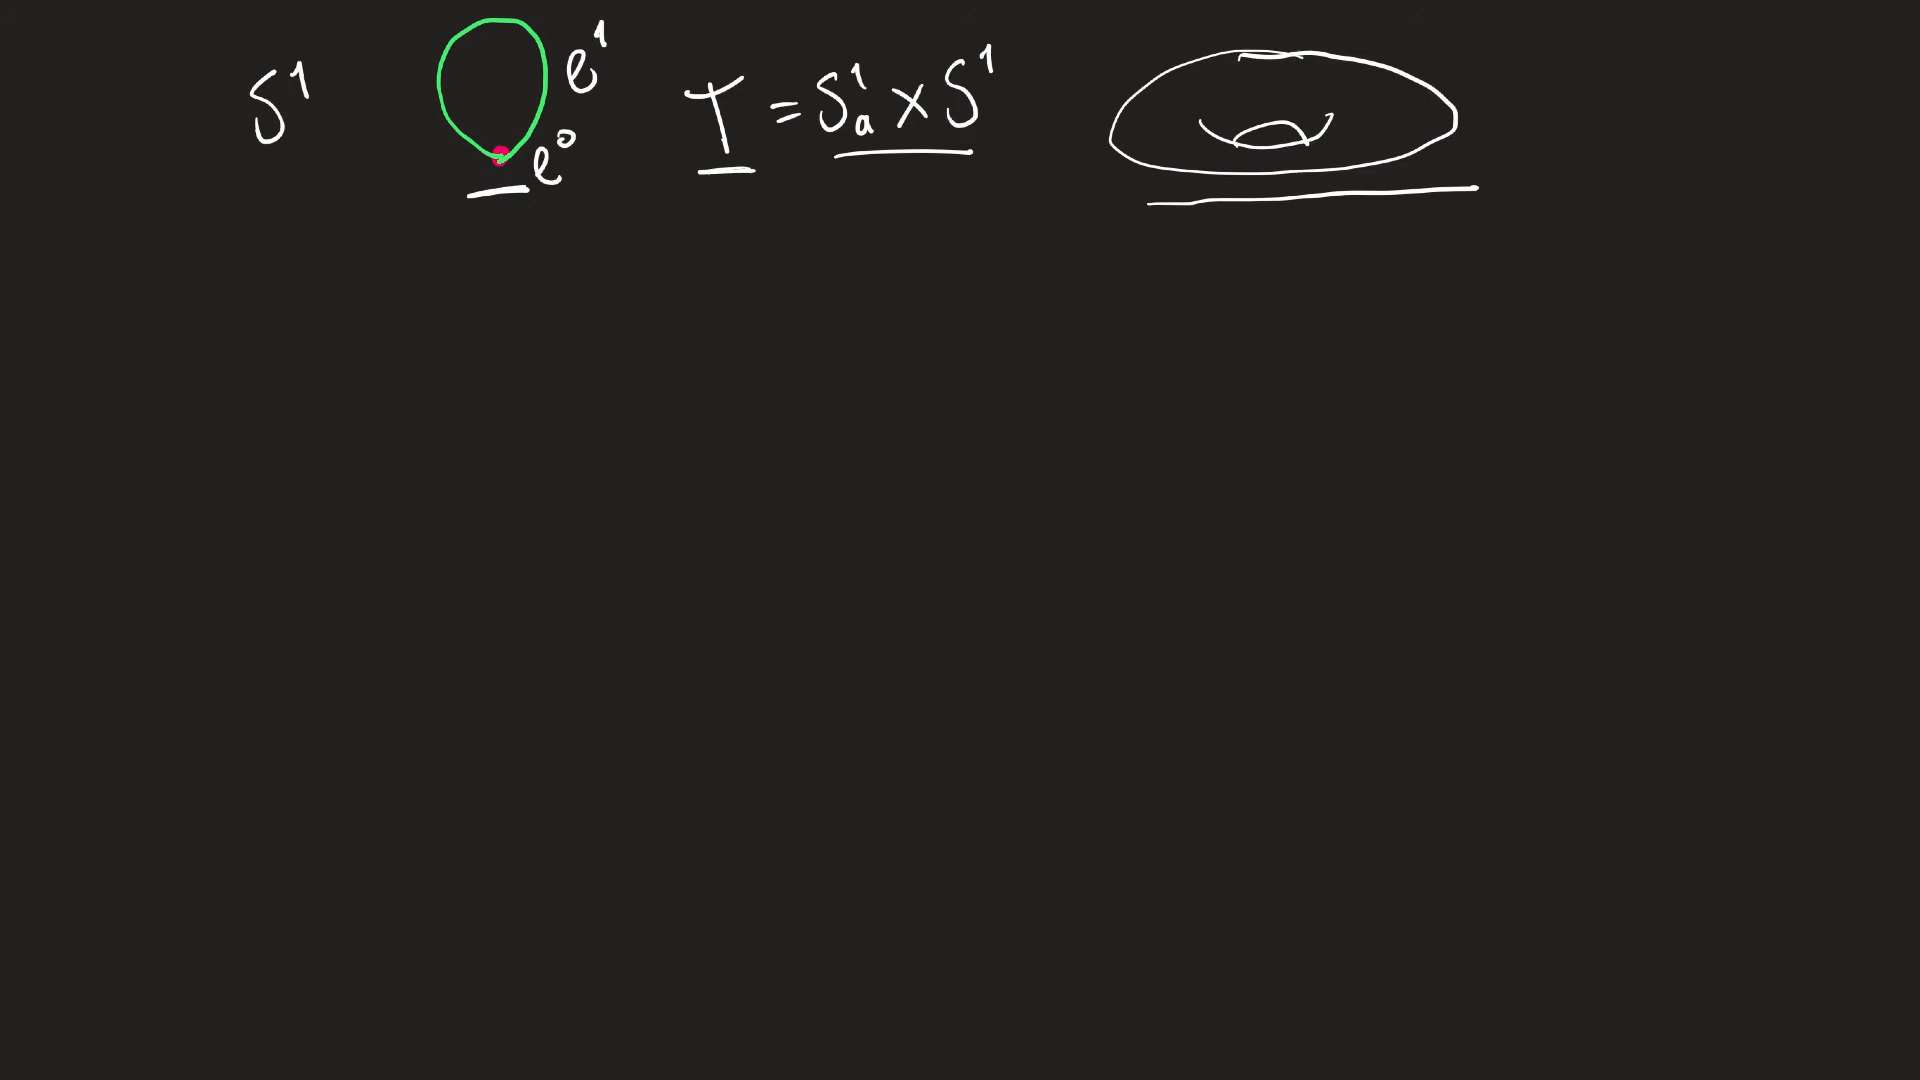 S¹ e¹ T = S¹ₐ × S¹
e⁰